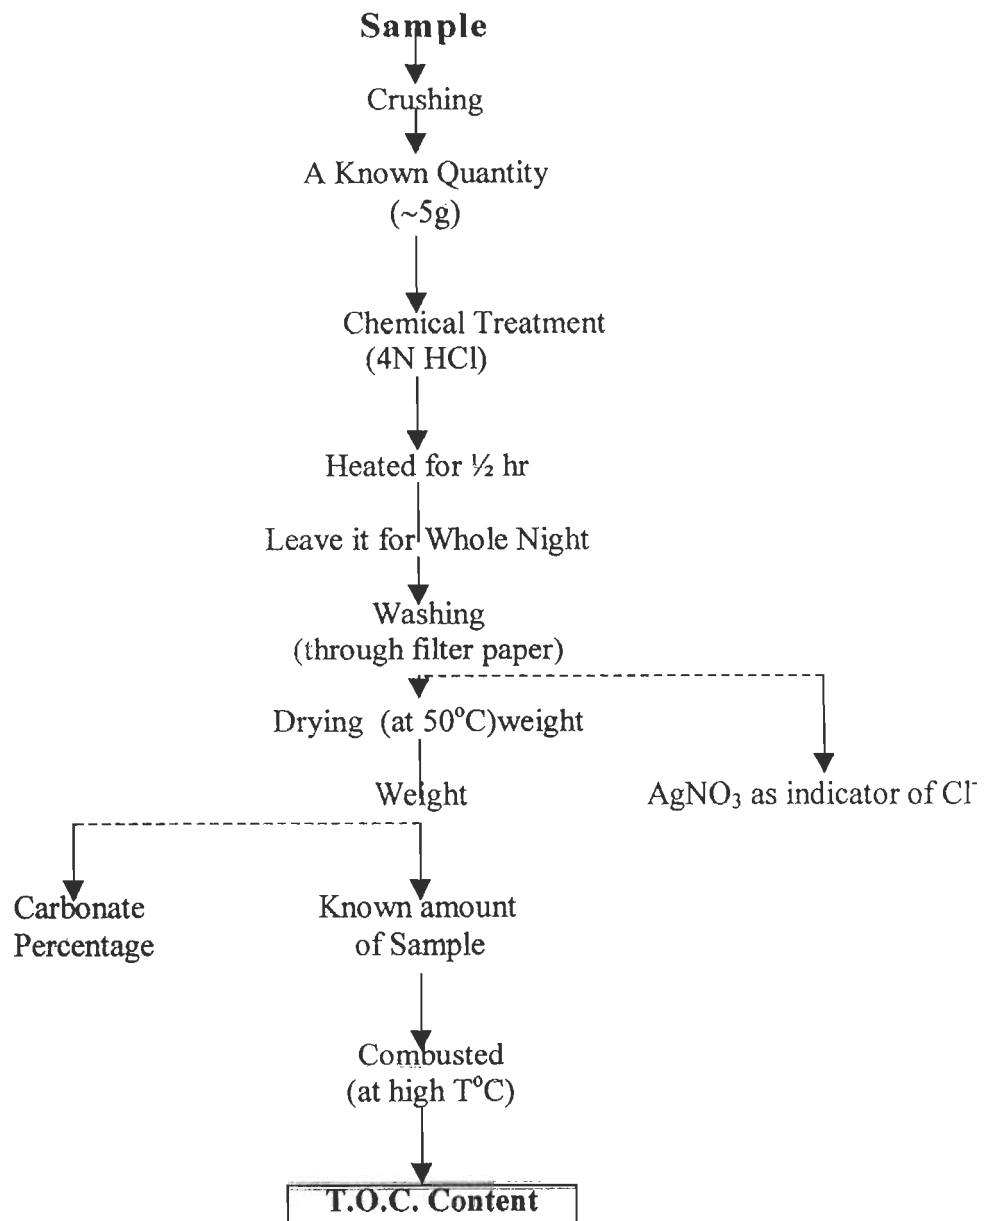 Sample
Crushing
A Known Quantity
(~5g)
Chemical Treatment
(4N HCl)
Heated for ½ hr
Leave it for Whole Night
Washing
(through filter paper)
Drying (at 50°C)weight
Weight
AgNO₃ as indicator of Cl⁻
Carbonate
Percentage
Known amount
of Sample
Combusted
(at high T°C)
T.O.C. Content